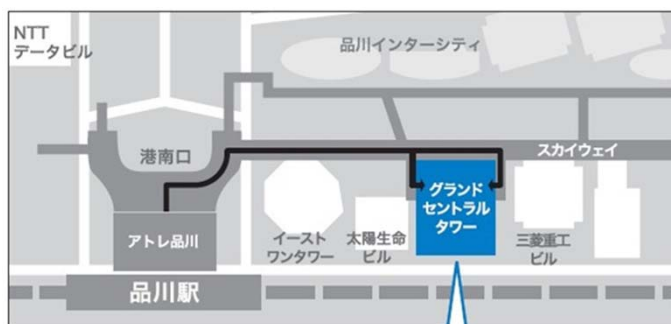 NTT
データビル
品川インターシティ
港南口
スカイウェイ
グランド
セントラル
タワー
アトレ品川
イースト
ワンタワー
太陽生命
ビル
三菱重工
ビル
品川駅